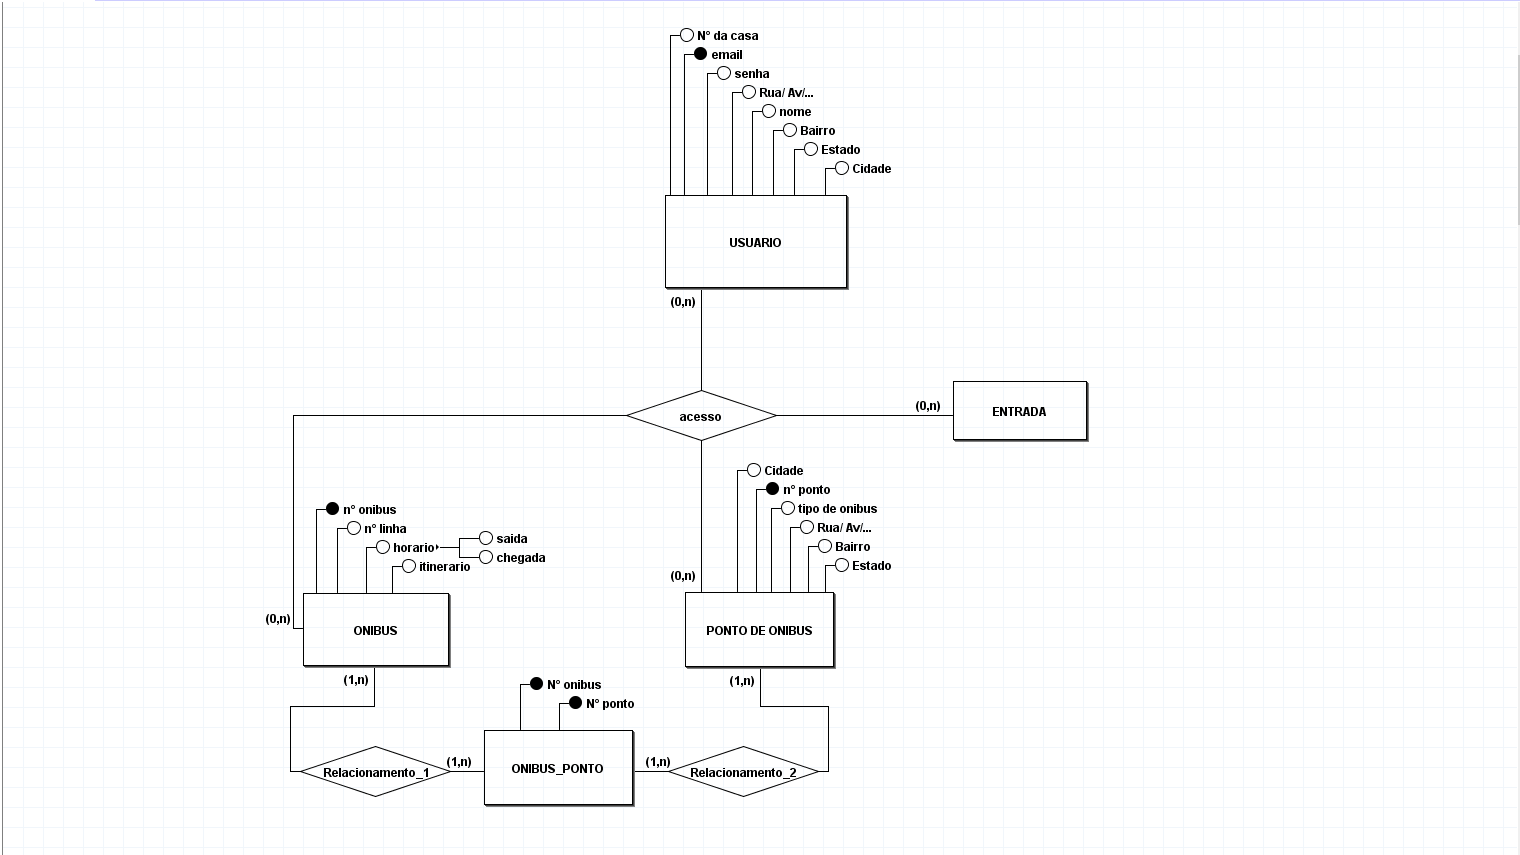 N° da casa
email
senha
Rua/ Av/...
nome
Bairro
Estado
Cidade
USUARIO
(0,n)
acesso
(0,n)
ENTRADA
Cidade
n° ponto
tipo de onibus
Rua/ Av/...
Bairro
Estado
n° onibus
n° linha
horario
saida
chegada
itinerario
(0,n)
(0,n)
ONIBUS
PONTO DE ONIBUS
(1,n)
(1,n)
N° onibus
N° ponto
Relacionamento_1
(1,n)
ONIBUS_PONTO
(1,n)
Relacionamento_2